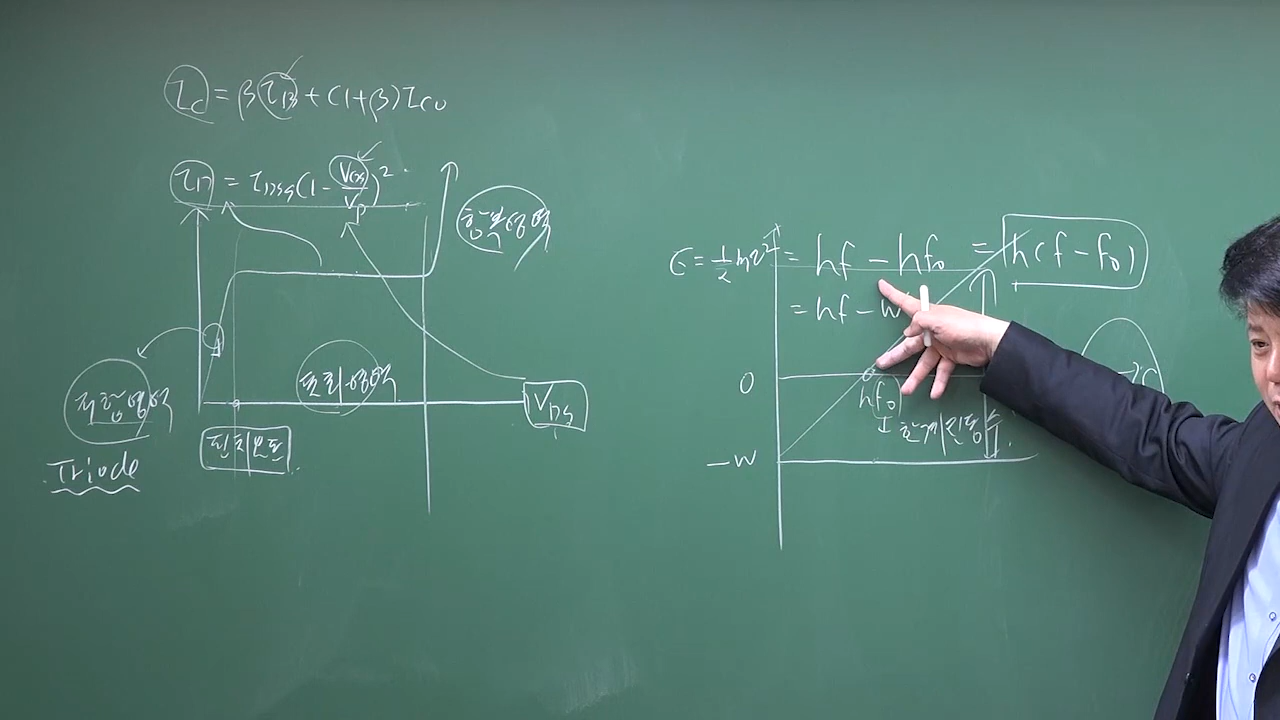 I_C = βI_B + (1+β)I_CO
I_D = I_DSS(1 - V_GS/V_P)²
항복영역
포화영역
저항영역
Triode
핀치오프
V_DS
E = ½mv² = hf - hf₀ = h(f - f₀)
= hf - W
0
hf₀
한계진동수
-W